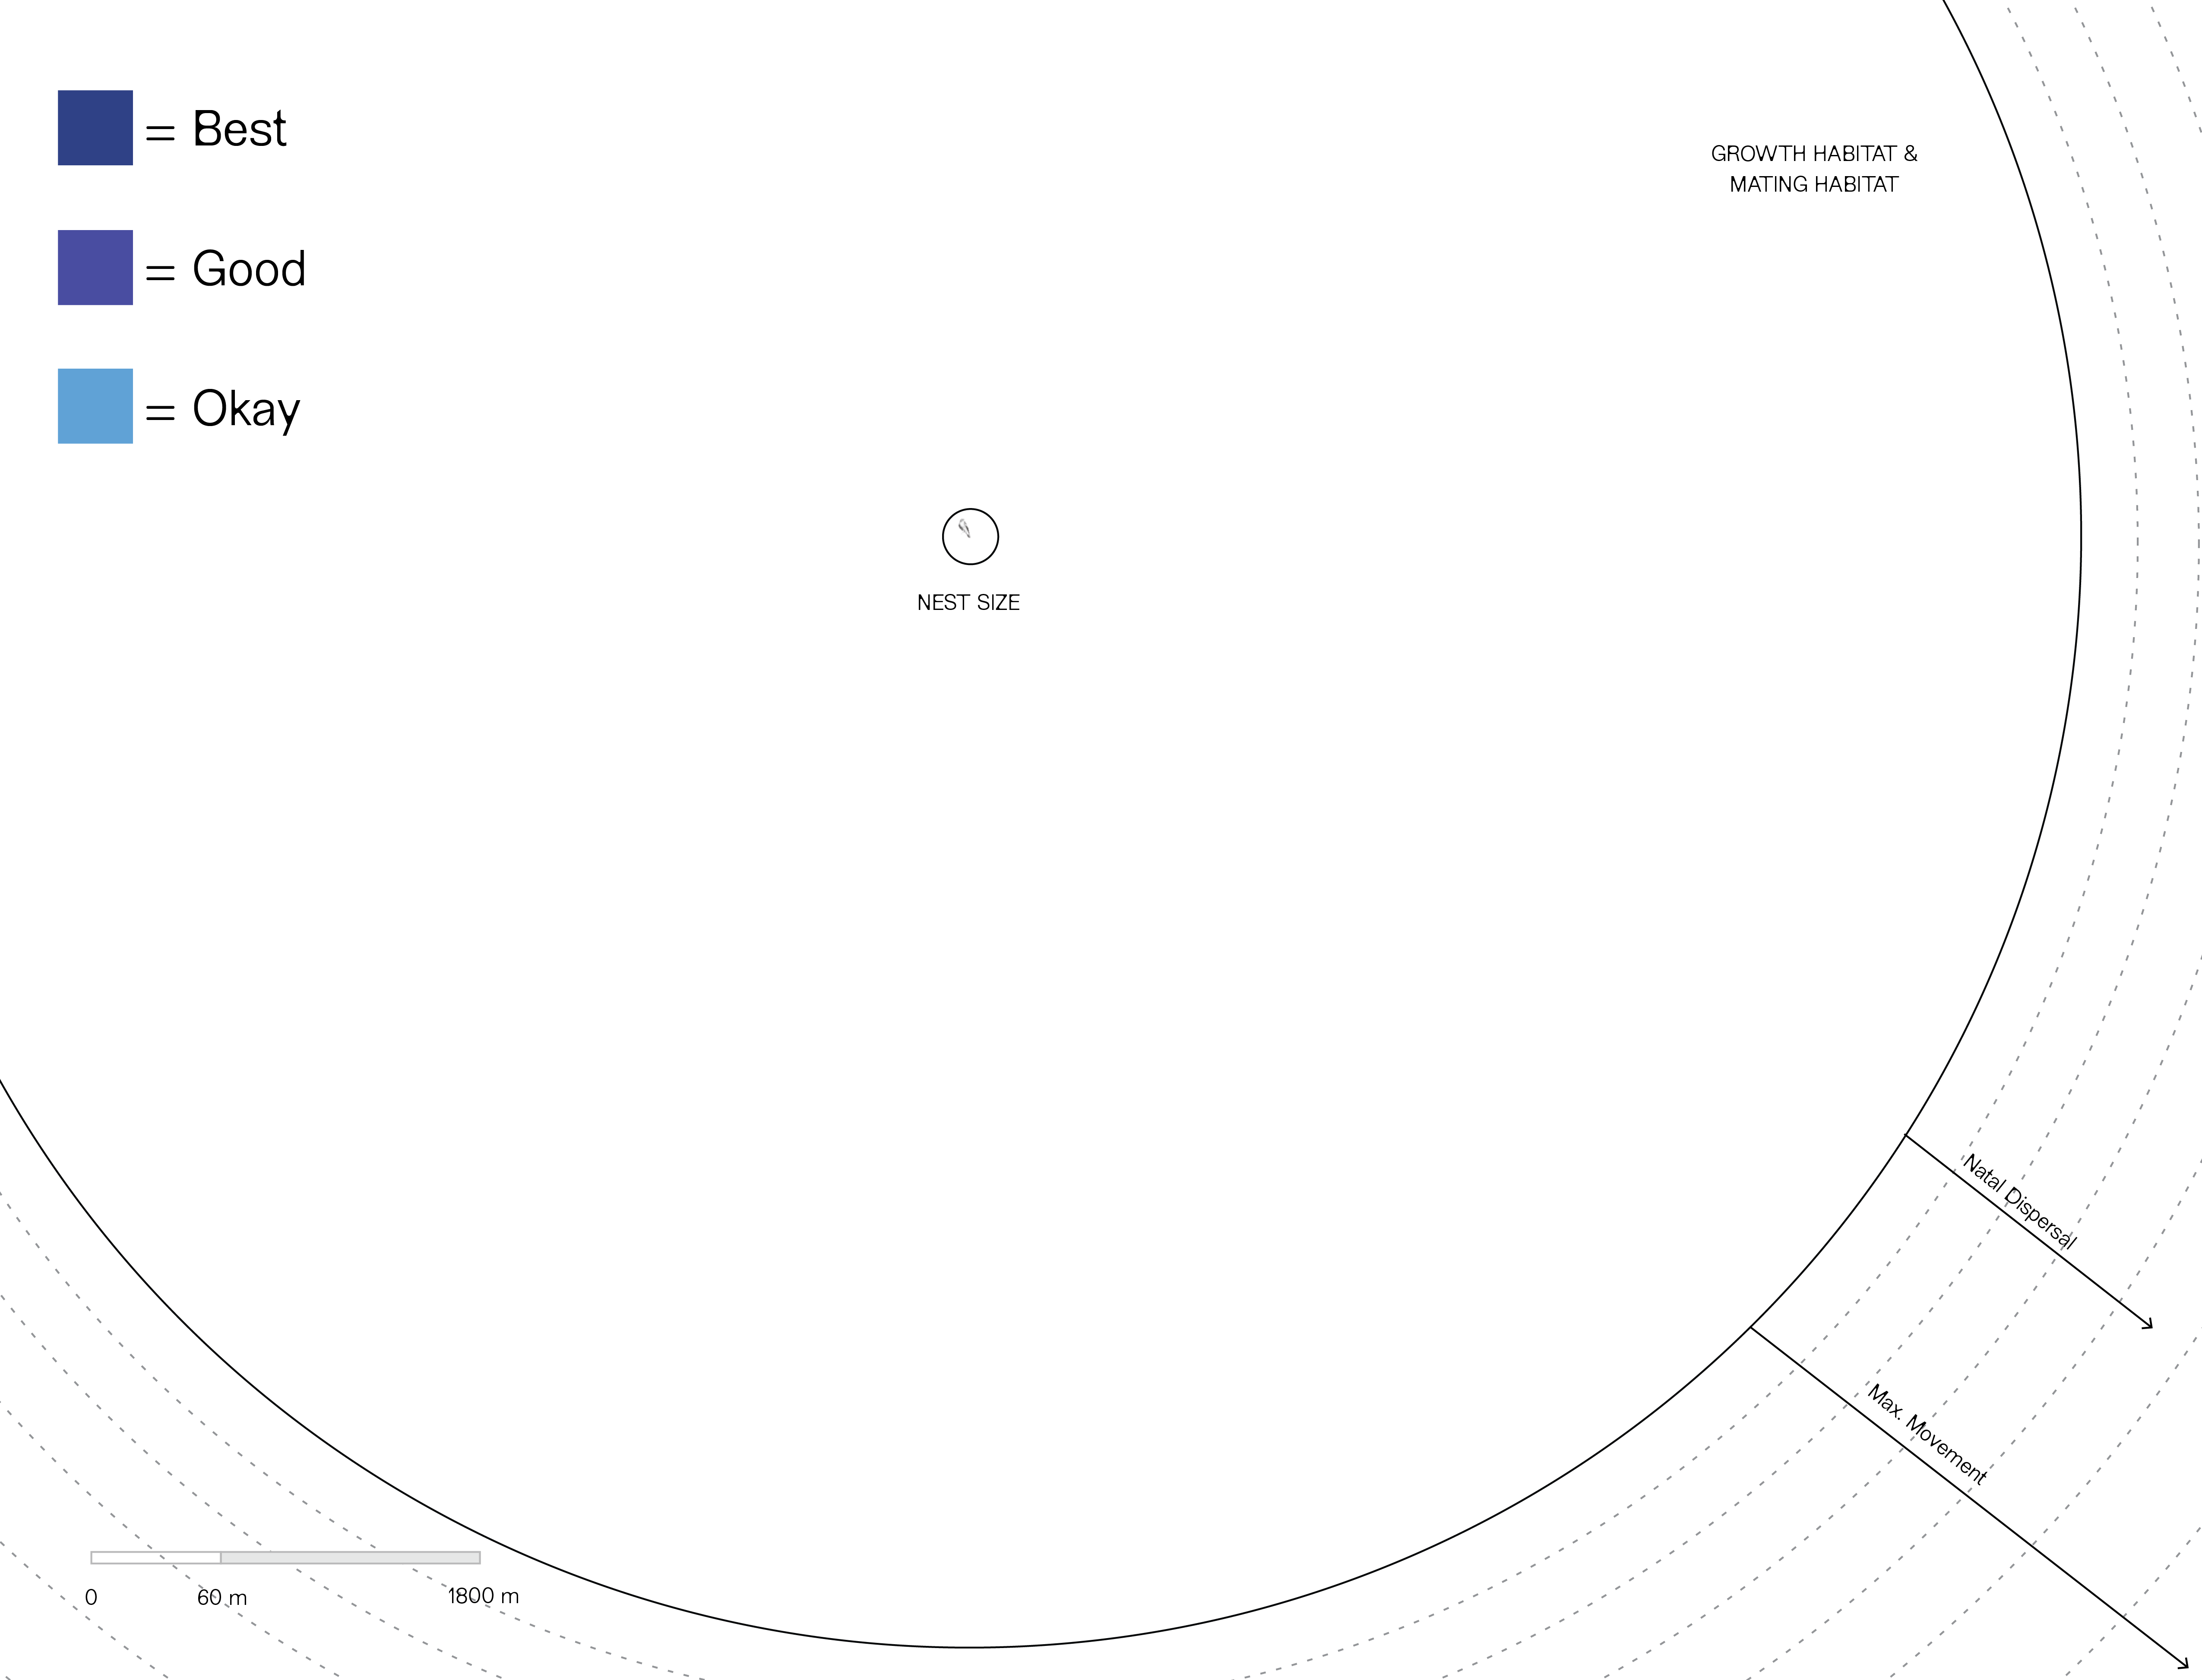 = Best
= Good
= Okay
GROWTH HABITAT &
MATING HABITAT
NEST SIZE
Natal Dispersal
Max. Movement
0
60 m
1800 m